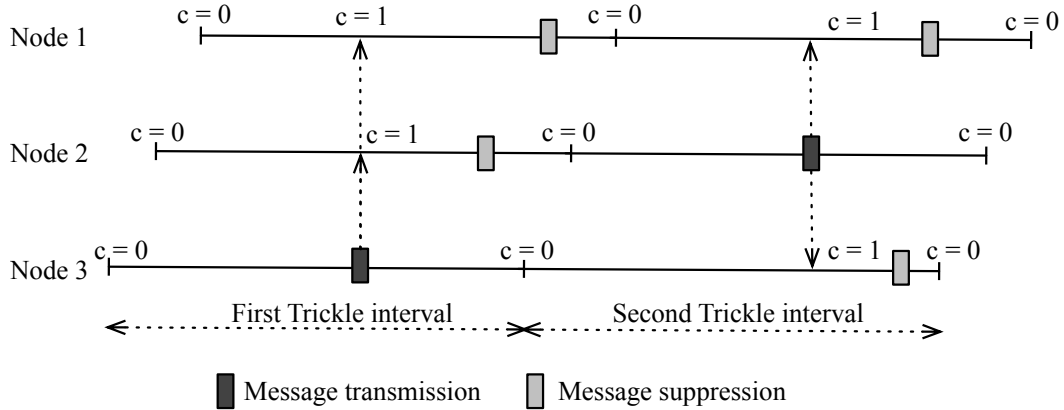 c = 0 c = 1 c = 0 c = 1 c = 0
Node 1
c = 0 c = 1 c = 0 c = 0
Node 2
c = 0 c = 0 c = 1 c = 0
Node 3
First Trickle interval Second Trickle interval
Message transmission Message suppression